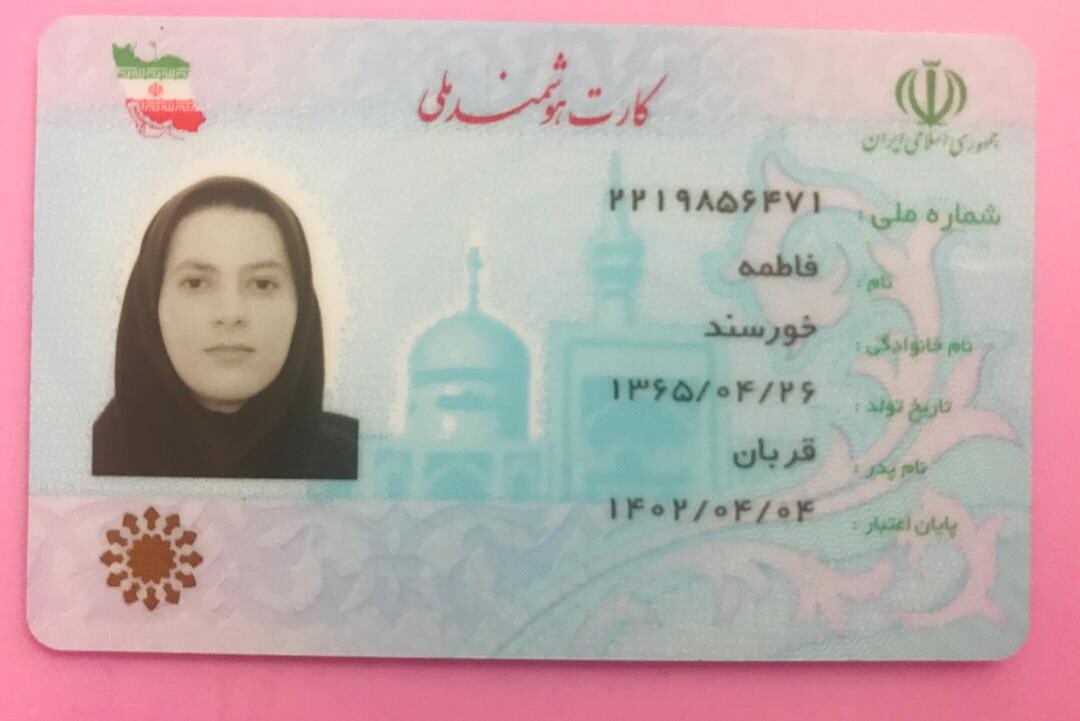 کارت هوشمند ملی
جمهوری اسلامی ایران
شماره ملی : ۲۲۱۹۸۵۶۴۷۱
نام : فاطمه
نام خانوادگی : خورسند
تاریخ تولد : ۱۳۶۵/۰۴/۲۶
نام پدر : قربان
پایان اعتبار : ۱۴۰۲/۰۴/۰۴